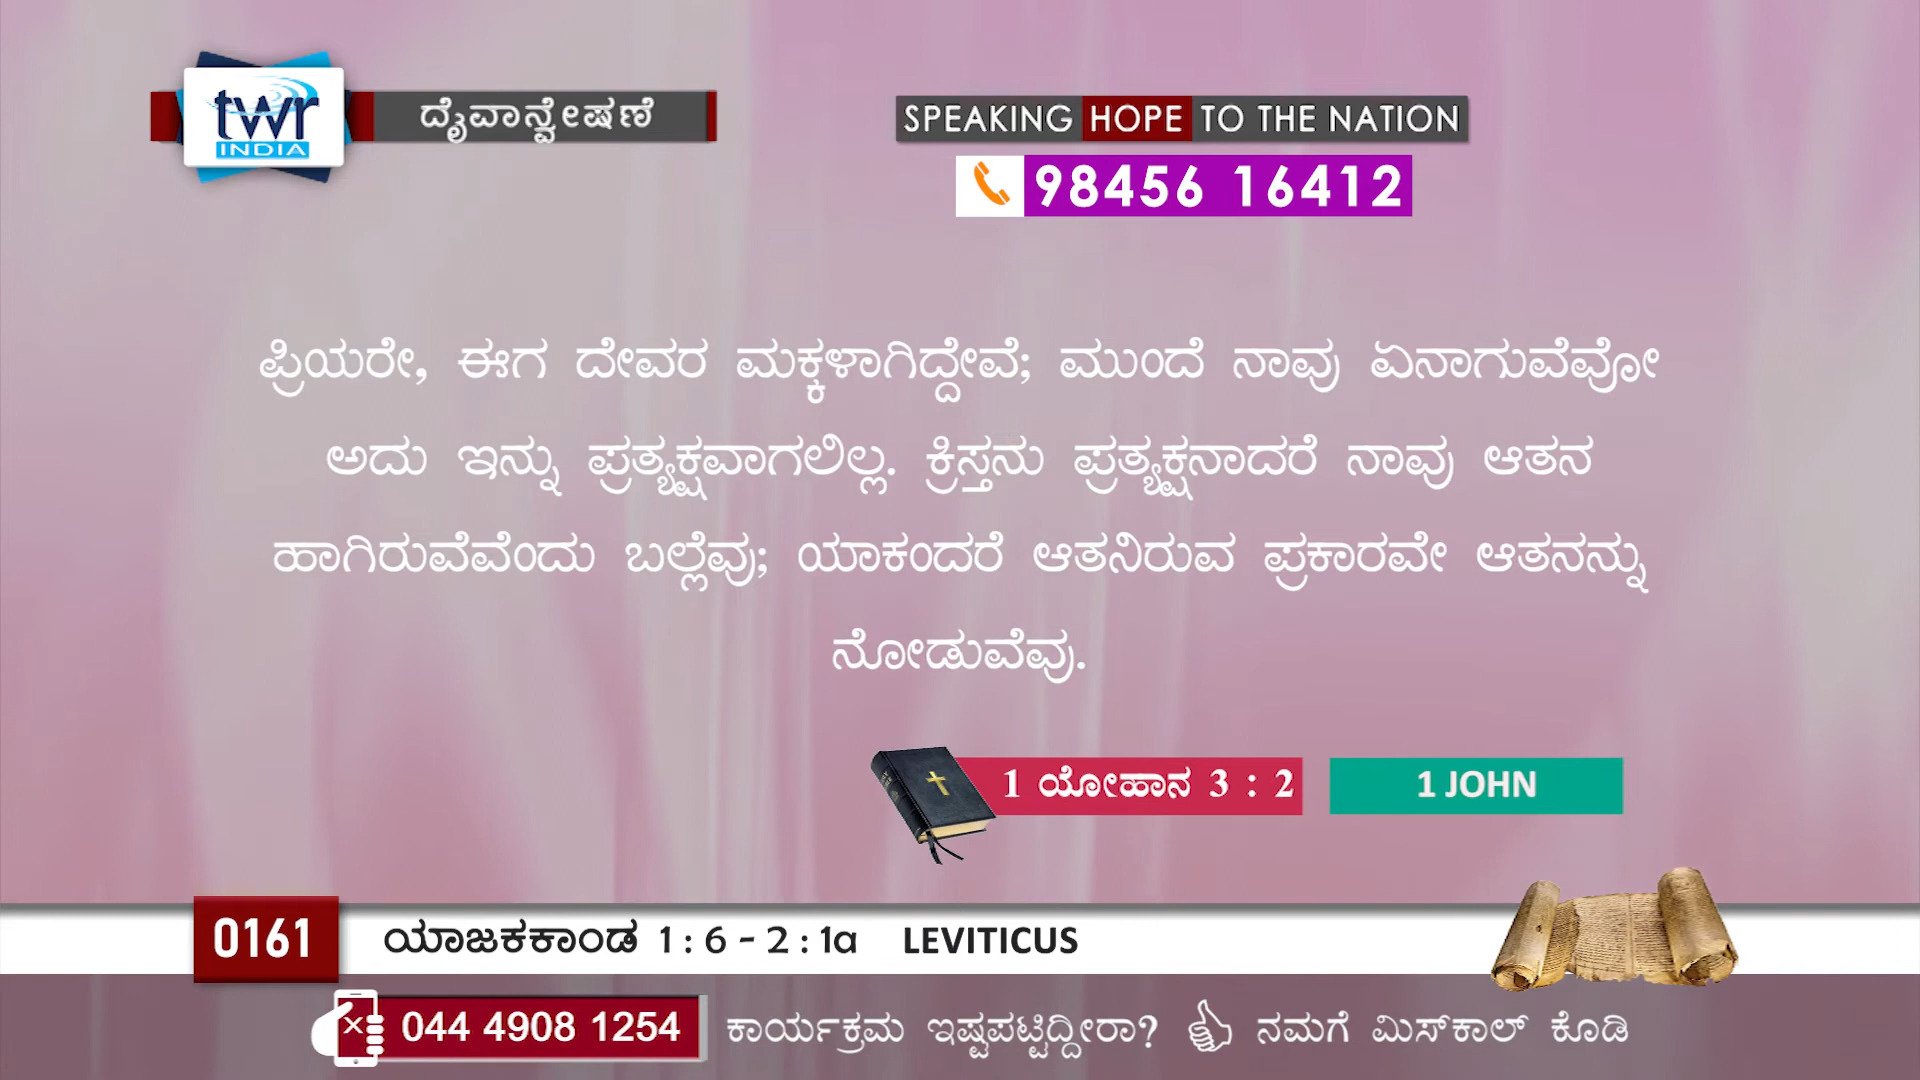 twr
INDIA
ದೈವಾನ್ವೇಷಣೆ
SPEAKING HOPE TO THE NATION
98456 16412
ಪ್ರಿಯರೇ, ಈಗ ದೇವರ ಮಕ್ಕಳಾಗಿದ್ದೇವೆ; ಮುಂದೆ ನಾವು ಏನಾಗುವೆವೋ
ಅದು ಇನ್ನು ಪ್ರತ್ಯಕ್ಷವಾಗಲಿಲ್ಲ. ಕ್ರಿಸ್ತನು ಪ್ರತ್ಯಕ್ಷನಾದರೆ ನಾವು ಆತನ
ಹಾಗಿರುವೆವೆಂದು ಬಲ್ಲೆವು; ಯಾಕಂದರೆ ಆತನಿರುವ ಪ್ರಕಾರವೇ ಆತನನ್ನು
ನೋಡುವೆವು.
1 ಯೋಹಾನ 3 : 2
1 JOHN
0161
ಯಾಜಕಕಾಂಡ 1 : 6 - 2 : 1a LEVITICUS
044 4908 1254
ಕಾರ್ಯಕ್ರಮ ಇಷ್ಟಪಟ್ಟಿದ್ದೀರಾ? ನಮಗೆ ಮಿಸ್‌ಕಾಲ್ ಕೊಡಿ